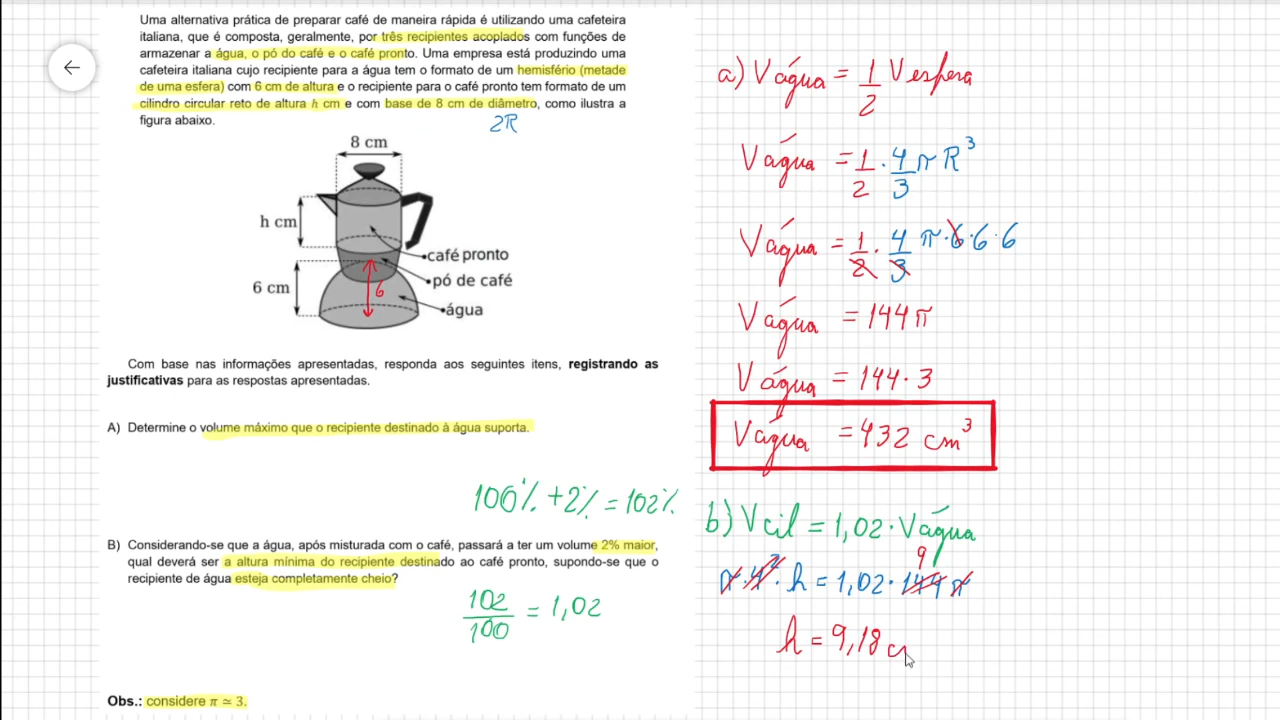 Uma alternativa prática de preparar café de maneira rápida é utilizando uma cafeteira
italiana, que é composta, geralmente, por três recipientes acoplados com funções de
armazenar a água, o pó do café e o café pronto. Uma empresa está produzindo uma
cafeteira italiana cujo recipiente para a água tem o formato de um hemisfério (metade
de uma esfera) com 6 cm de altura e o recipiente para o café pronto tem formato de um
cilindro circular reto de altura h cm e com base de 8 cm de diâmetro, como ilustra a
figura abaixo.
2R
8 cm
h cm
café pronto
pó de café
6 cm
6
água
Com base nas informações apresentadas, responda aos seguintes itens, registrando as
justificativas para as respostas apresentadas.
A) Determine o volume máximo que o recipiente destinado à água suporta.
100% + 2% = 102%
B) Considerando-se que a água, após misturada com o café, passará a ter um volume 2% maior,
qual deverá ser a altura mínima do recipiente destinado ao café pronto, supondo-se que o
recipiente de água esteja completamente cheio?
102/100 = 1,02
Obs.: considere π ≃ 3.
a) Vágua = 1/2 Vesfera
Vágua = 1/2 · 4/3 π R³
Vágua = 1/2 · 4/3 π · 6 · 6 · 6
Vágua = 144π
Vágua = 144 · 3
Vágua = 432 cm³
b) Vcil = 1,02 · Vágua
9
π · 4² · h = 1,02 · 144 π
h = 9,18 c